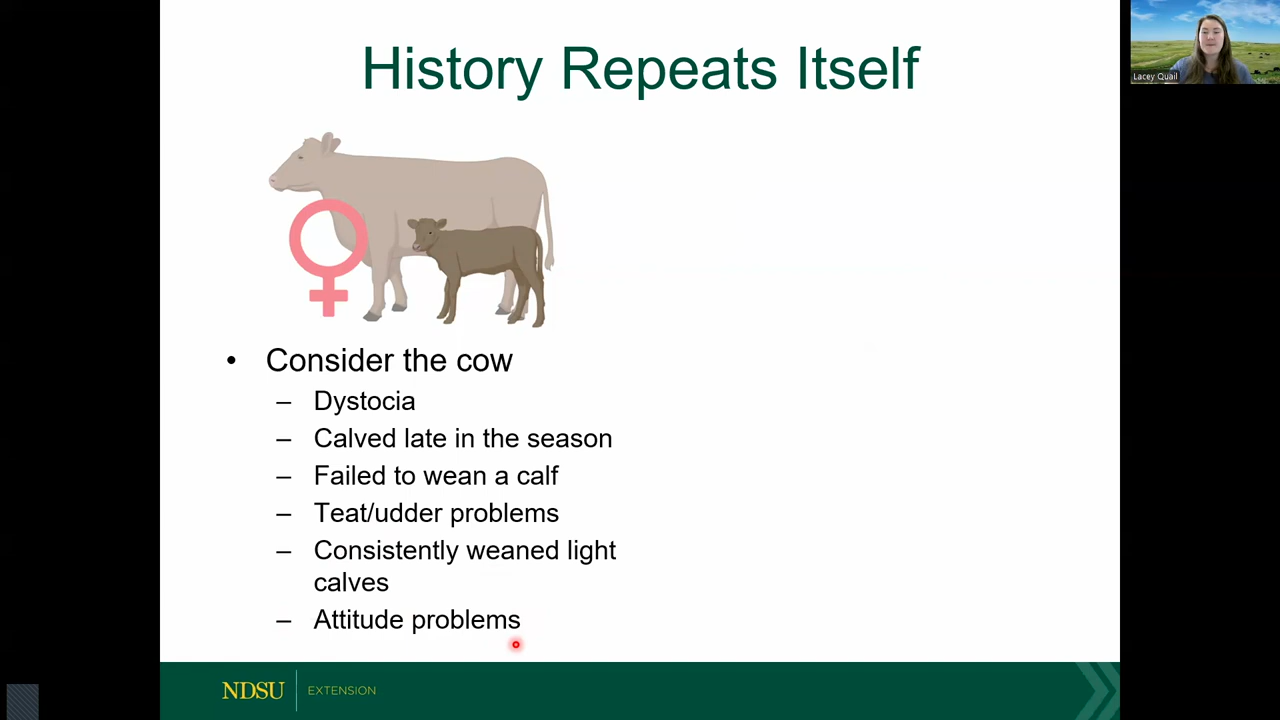 History Repeats Itself
Lacey Quail
• Consider the cow
– Dystocia
– Calved late in the season
– Failed to wean a calf
– Teat/udder problems
– Consistently weaned light
calves
– Attitude problems
NDSU EXTENSION